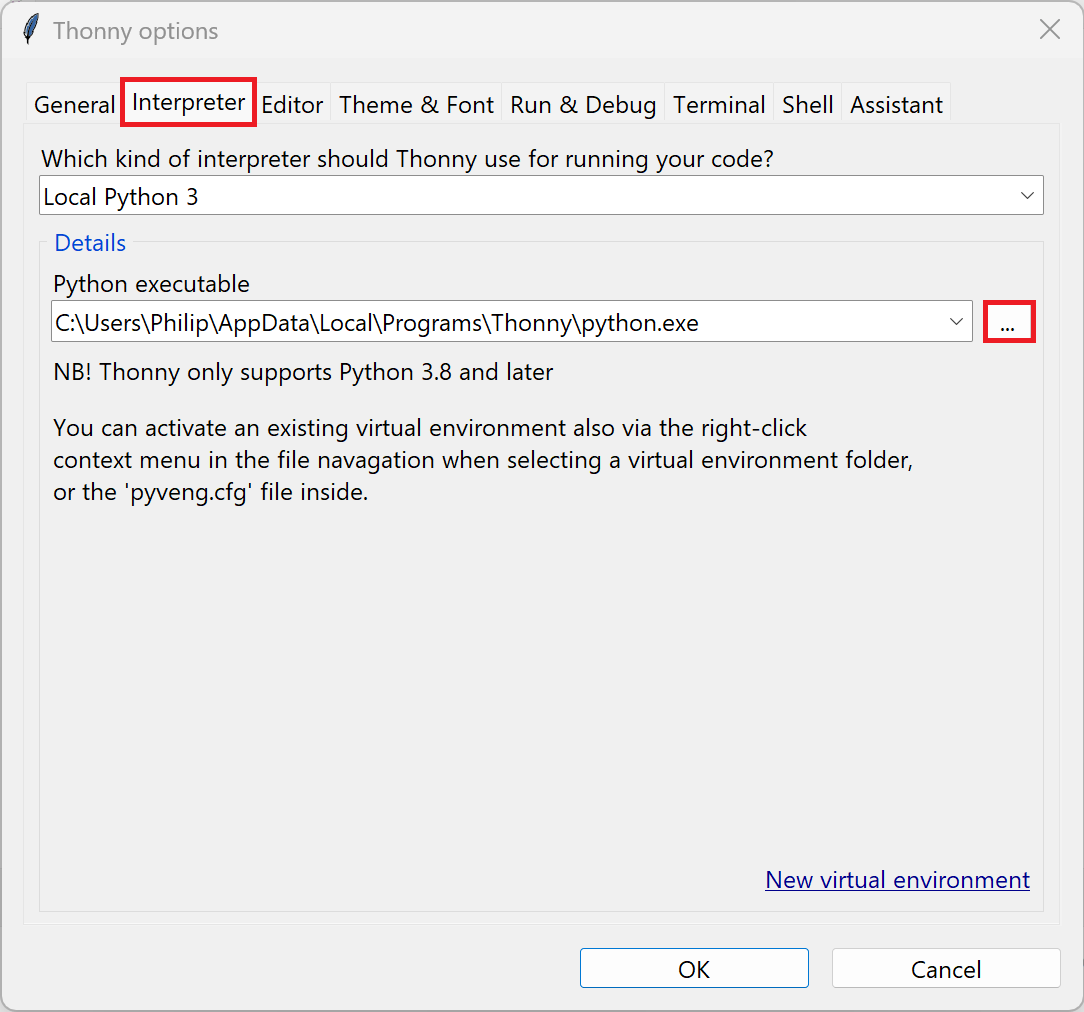 Thonny options
General Interpreter Editor Theme & Font Run & Debug Terminal Shell Assistant
Which kind of interpreter should Thonny use for running your code?
Local Python 3
Details
Python executable
C:\Users\Philip\AppData\Local\Programs\Thonny\python.exe
...
NB! Thonny only supports Python 3.8 and later
You can activate an existing virtual environment also via the right-click
context menu in the file navagation when selecting a virtual environment folder,
or the 'pyveng.cfg' file inside.
New virtual environment
OK Cancel